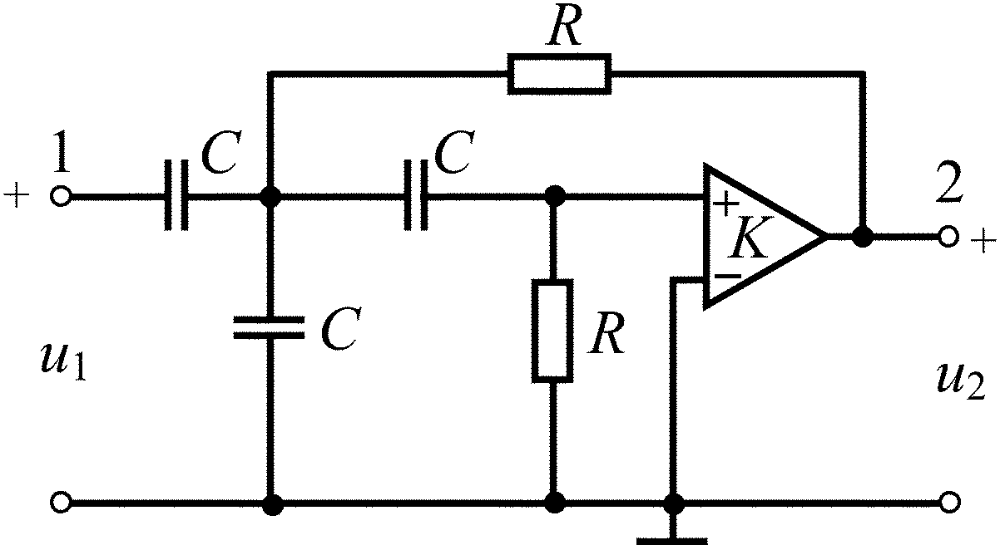 R
1 C C 2
+ + K +
−
C R
u1 u2